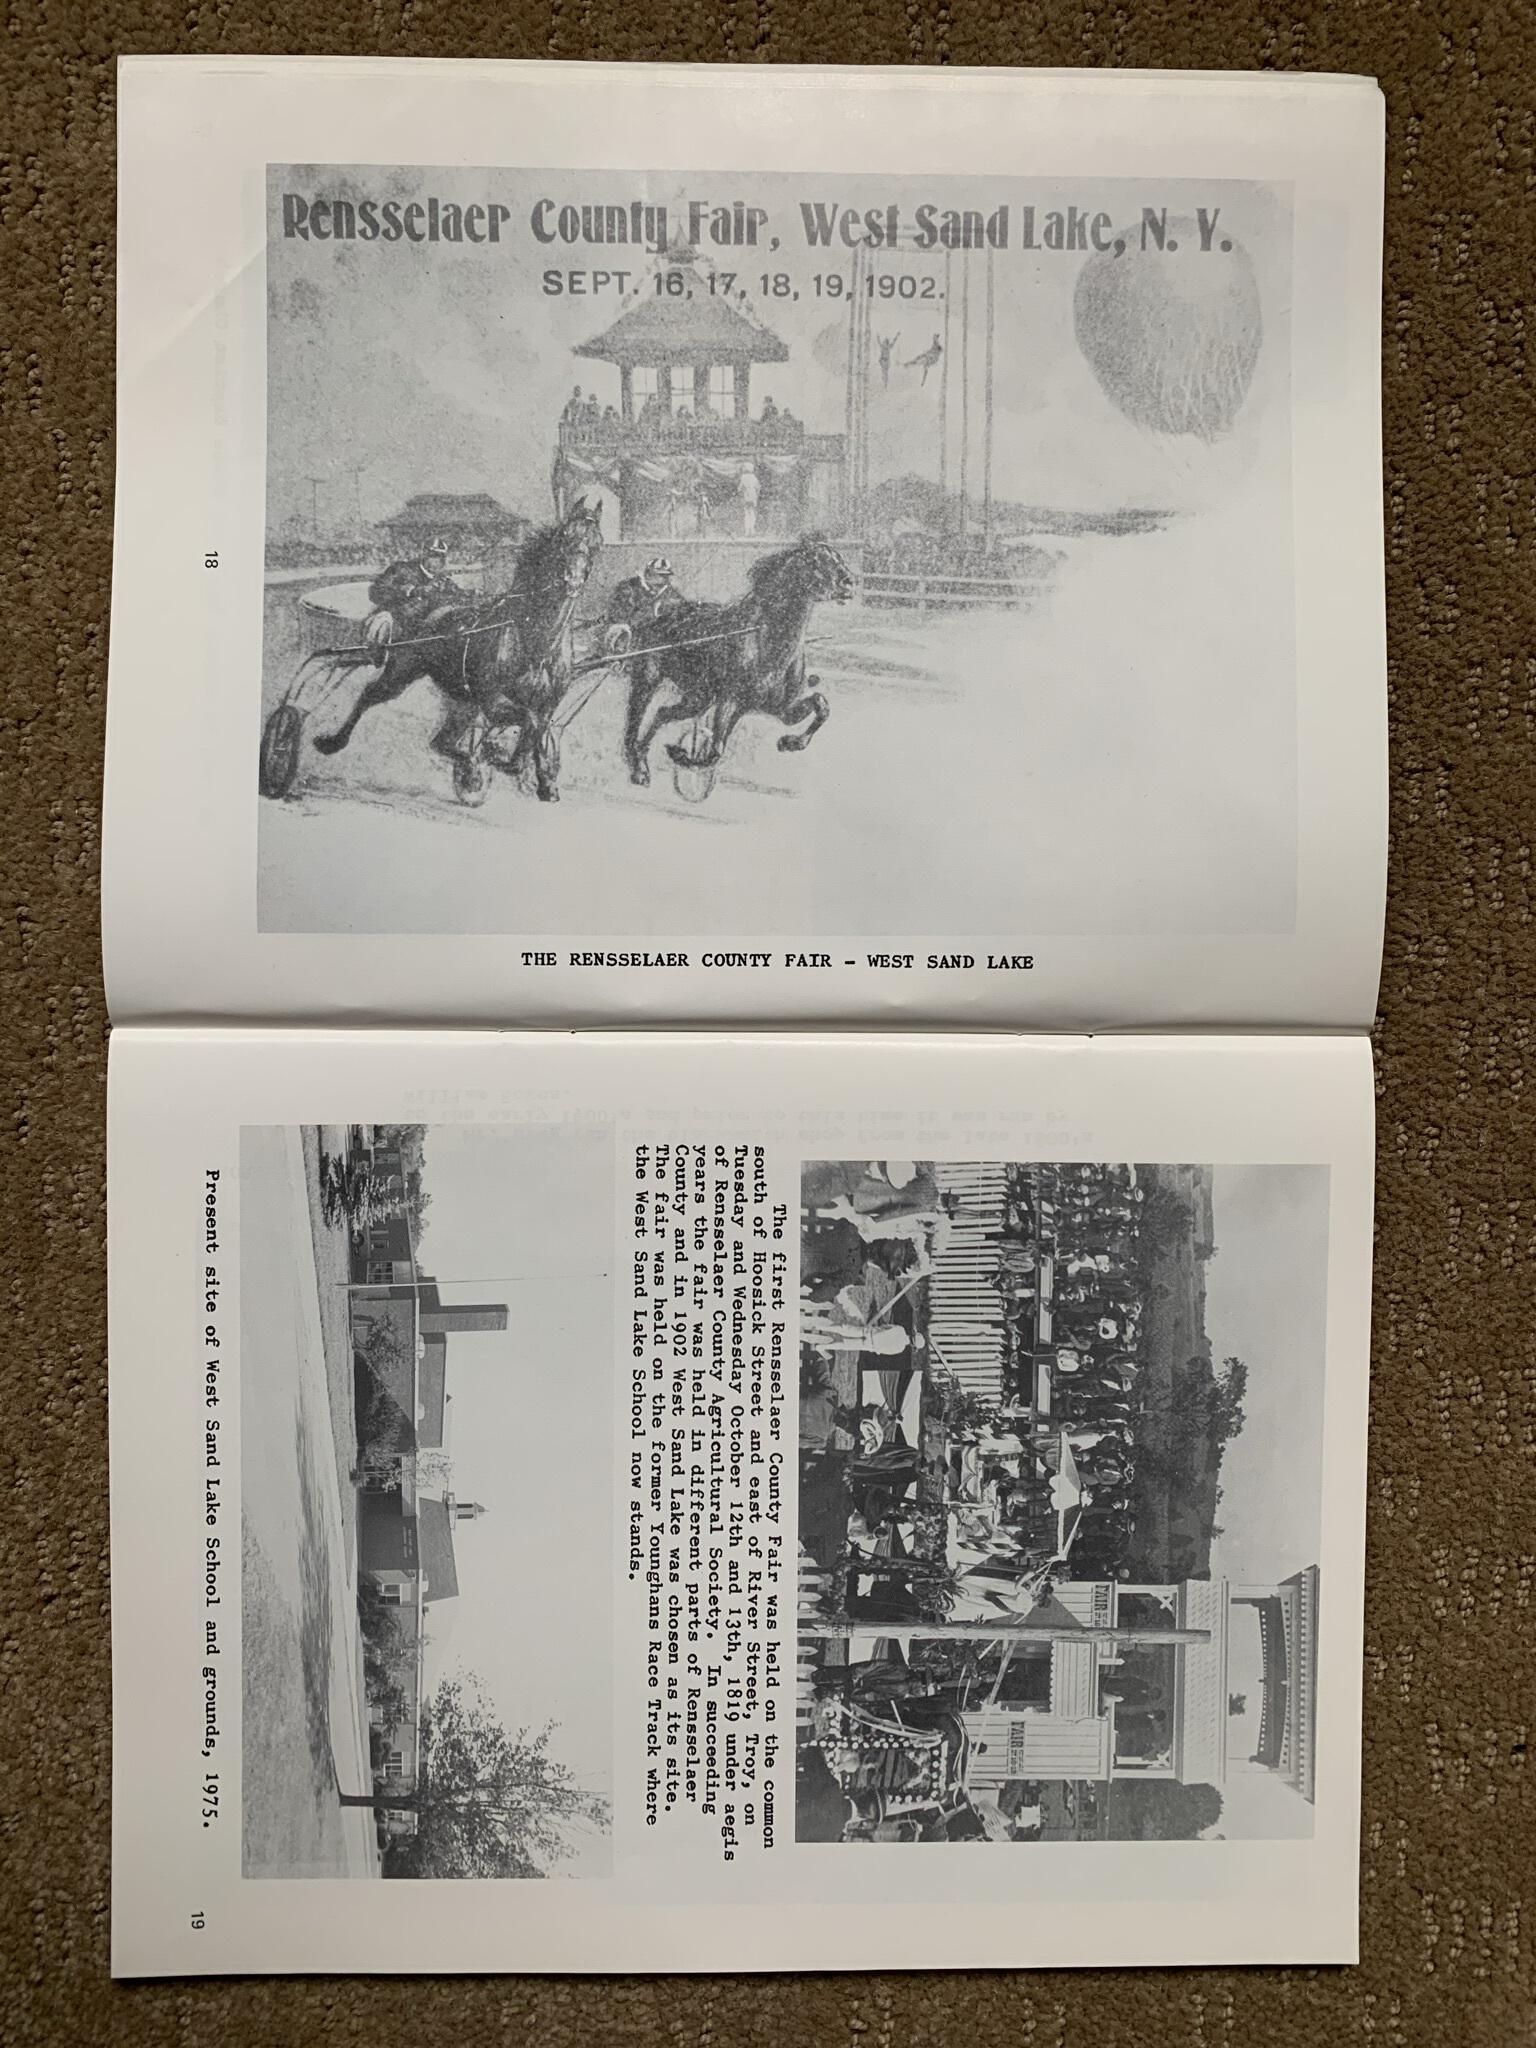 Rensselaer County Fair, West Sand Lake, N. Y.
SEPT. 16, 17, 18, 19, 1902.
THE RENSSELAER COUNTY FAIR - WEST SAND LAKE
18
FAIR
FAIR
The first Rensselaer County Fair was held on the common
south of Hoosick Street and east of River Street, Troy, on
Tuesday and Wednesday October 12th and 13th, 1819 under aegis
of Rensselaer County Agricultural Society. In succeeding
years the fair was held in different parts of Rensselaer
County and in 1902 West Sand Lake was chosen as its site.
The fair was held on the former Younghans Race Track where
the West Sand Lake School now stands.
Present site of West Sand Lake School and grounds, 1975.
19